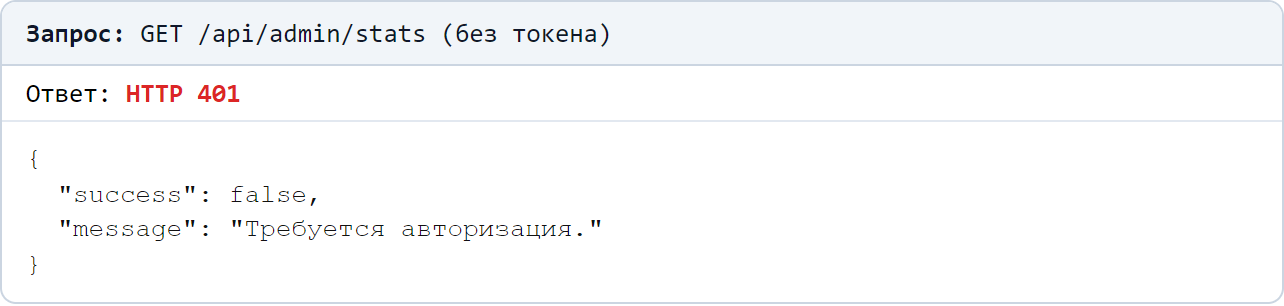 Запрос: GET /api/admin/stats (без токена)
Ответ: HTTP 401
{
  "success": false,
  "message": "Требуется авторизация."
}